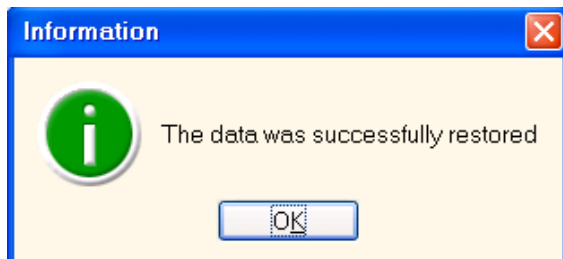 Information
The data was successfully restored
OK